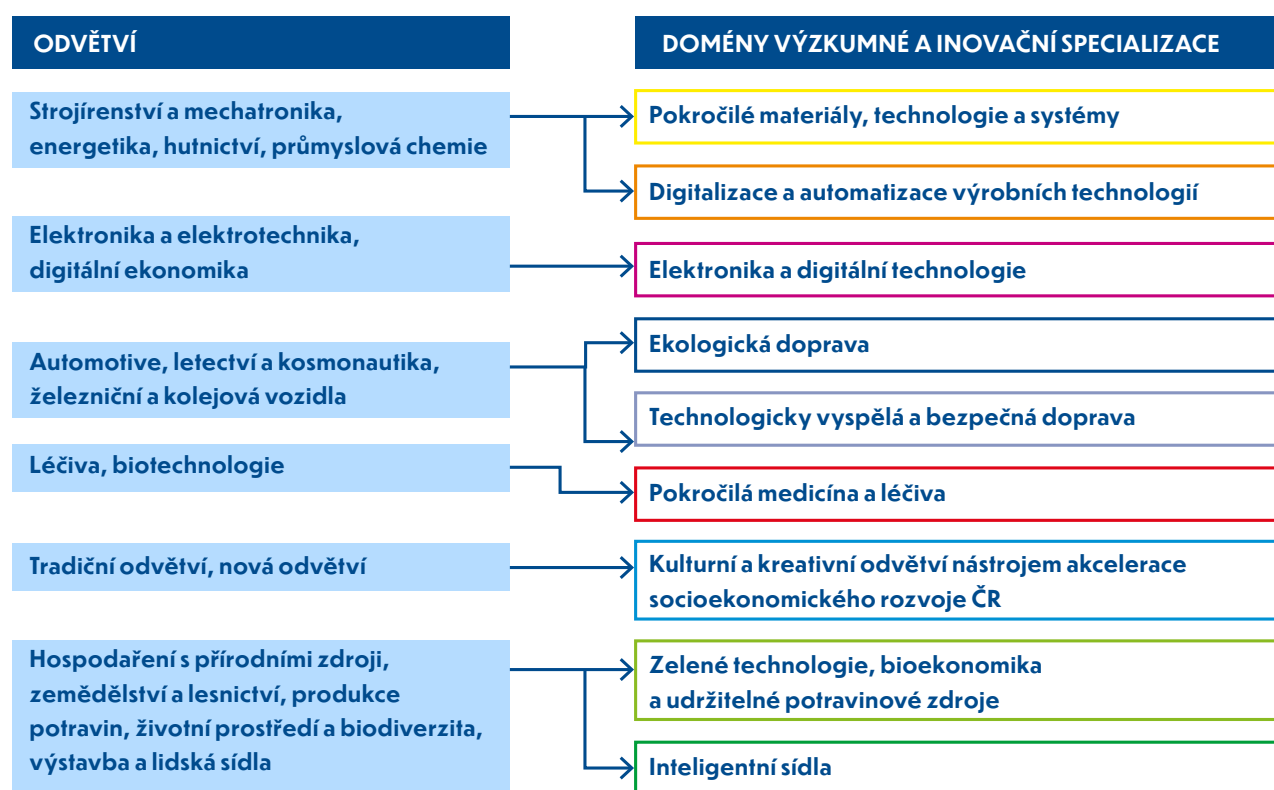 ODVĚTVÍ
DOMÉNY VÝZKUMNÉ A INOVAČNÍ SPECIALIZACE
Strojírenství a mechatronika,
energetika, hutnictví, průmyslová chemie
Pokročilé materiály, technologie a systémy
Digitalizace a automatizace výrobních technologií
Elektronika a elektrotechnika,
digitální ekonomika
Elektronika a digitální technologie
Automotive, letectví a kosmonautika,
železniční a kolejová vozidla
Ekologická doprava
Technologicky vyspělá a bezpečná doprava
Léčiva, biotechnologie
Pokročilá medicína a léčiva
Tradiční odvětví, nová odvětví
Kulturní a kreativní odvětví nástrojem akcelerace
socioekonomického rozvoje ČR
Hospodaření s přírodními zdroji,
zemědělství a lesnictví, produkce
potravin, životní prostředí a biodiverzita,
výstavba a lidská sídla
Zelené technologie, bioekonomika
a udržitelné potravinové zdroje
Inteligentní sídla